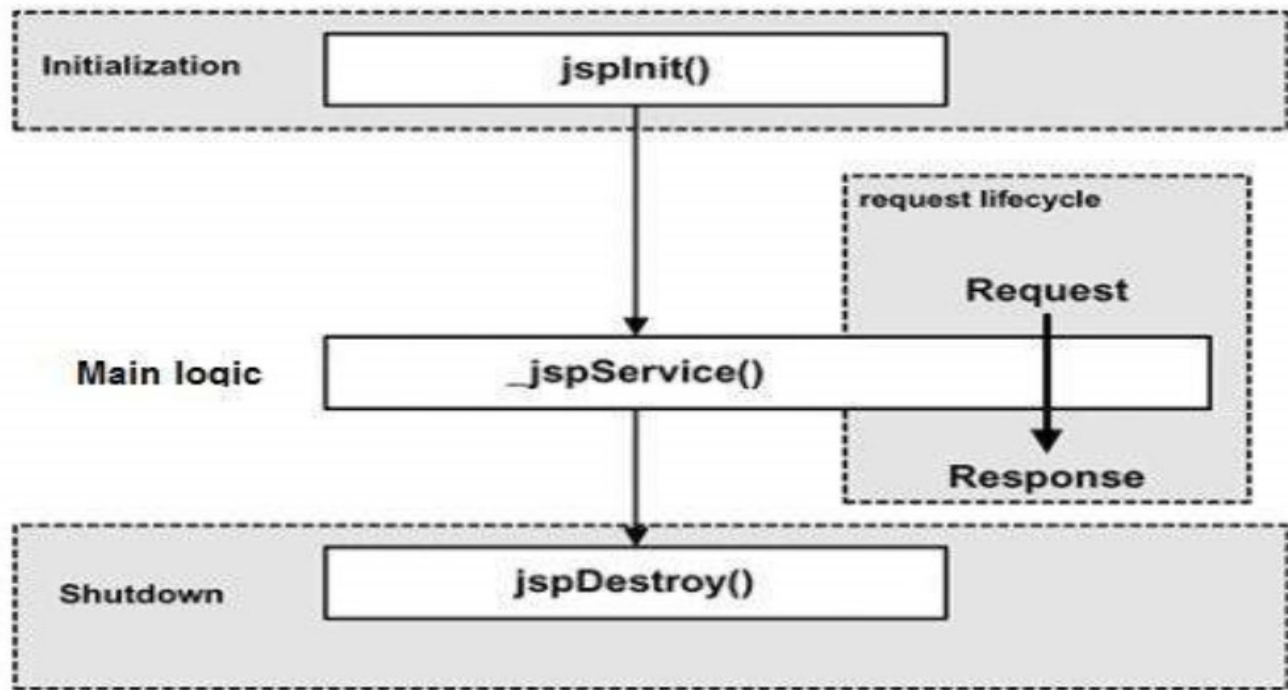 Initialization
jspInit()
request lifecycle
Request
Main logic
_jspService()
Response
jspDestroy()
Shutdown